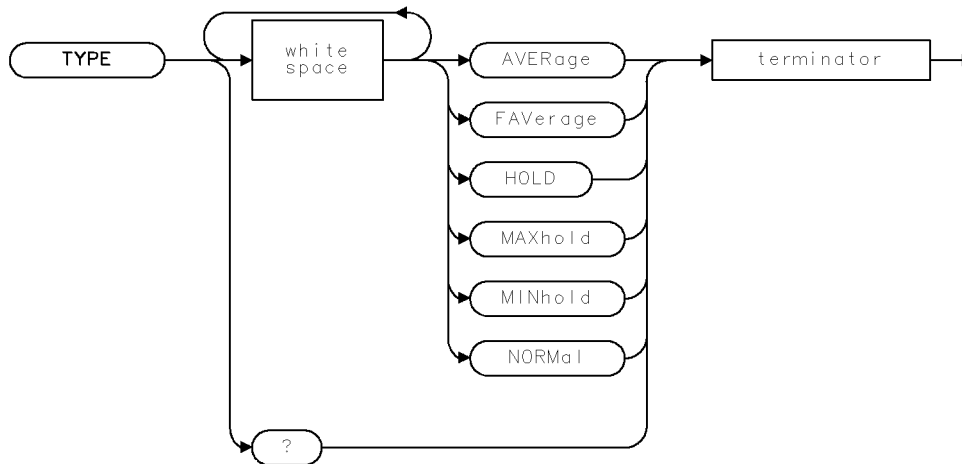 TYPE
white
space
AVERage
FAVerage
HOLD
MAXhold
MINhold
NORMal
?
terminator